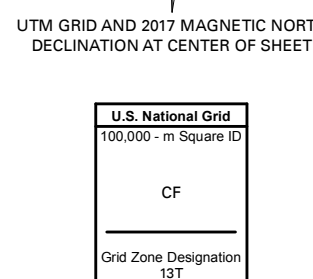 UTM GRID AND 2017 MAGNETIC NORT
DECLINATION AT CENTER OF SHEET
U.S. National Grid
100,000 - m Square ID
CF
Grid Zone Designation
13T